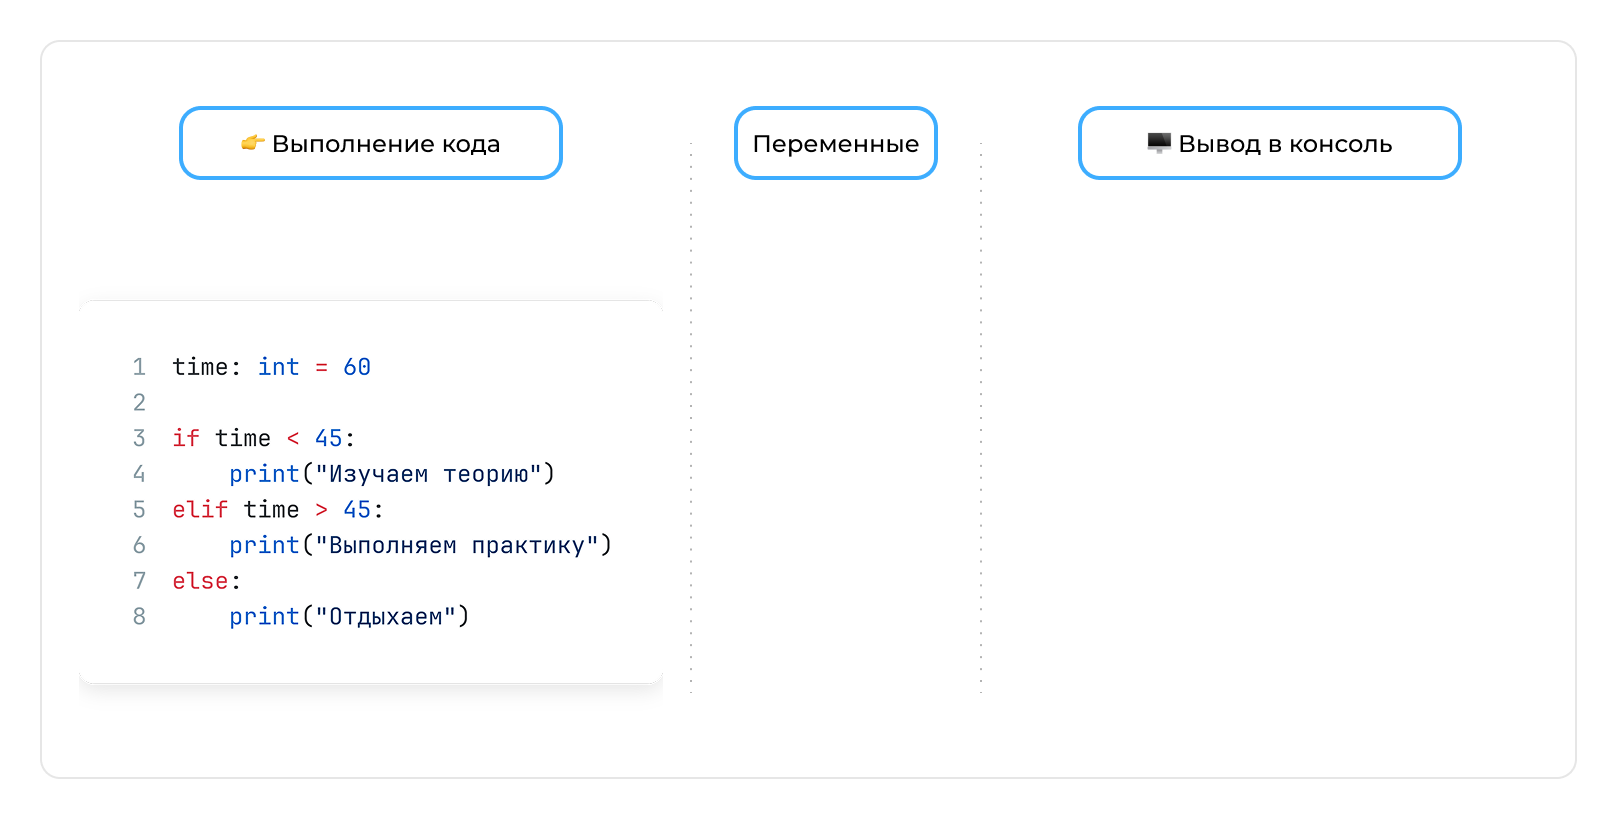 👉 Выполнение кода
Переменные
🖥️ Вывод в консоль
1 time: int = 60
2
3 if time < 45:
4     print("Изучаем теорию")
5 elif time > 45:
6     print("Выполняем практику")
7 else:
8     print("Отдыхаем")